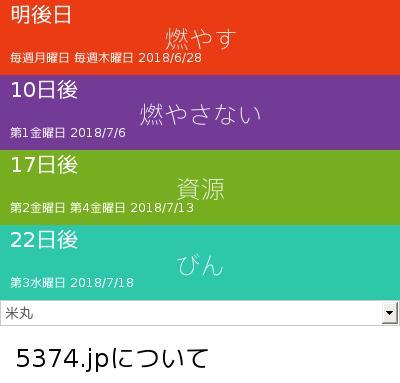 明後日
燃やす
毎週月曜日 毎週木曜日 2018/6/28
10日後
燃やさない
第1金曜日 2018/7/6
17日後
資源
第2金曜日 第4金曜日 2018/7/13
22日後
びん
第3水曜日 2018/7/18
米丸
5374.jpについて